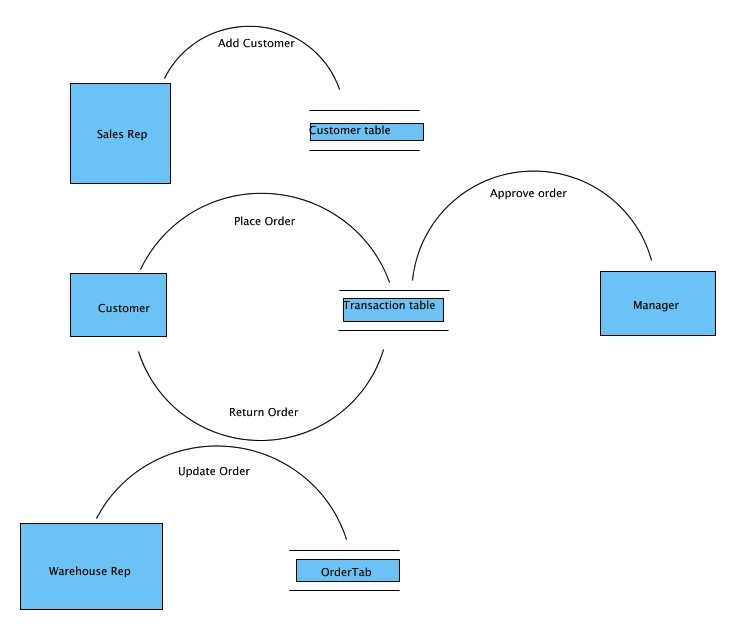 Add Customer
Sales Rep
Customer table
Place Order
Approve order
Customer
Transaction table
Manager
Return Order
Update Order
Warehouse Rep
OrderTab